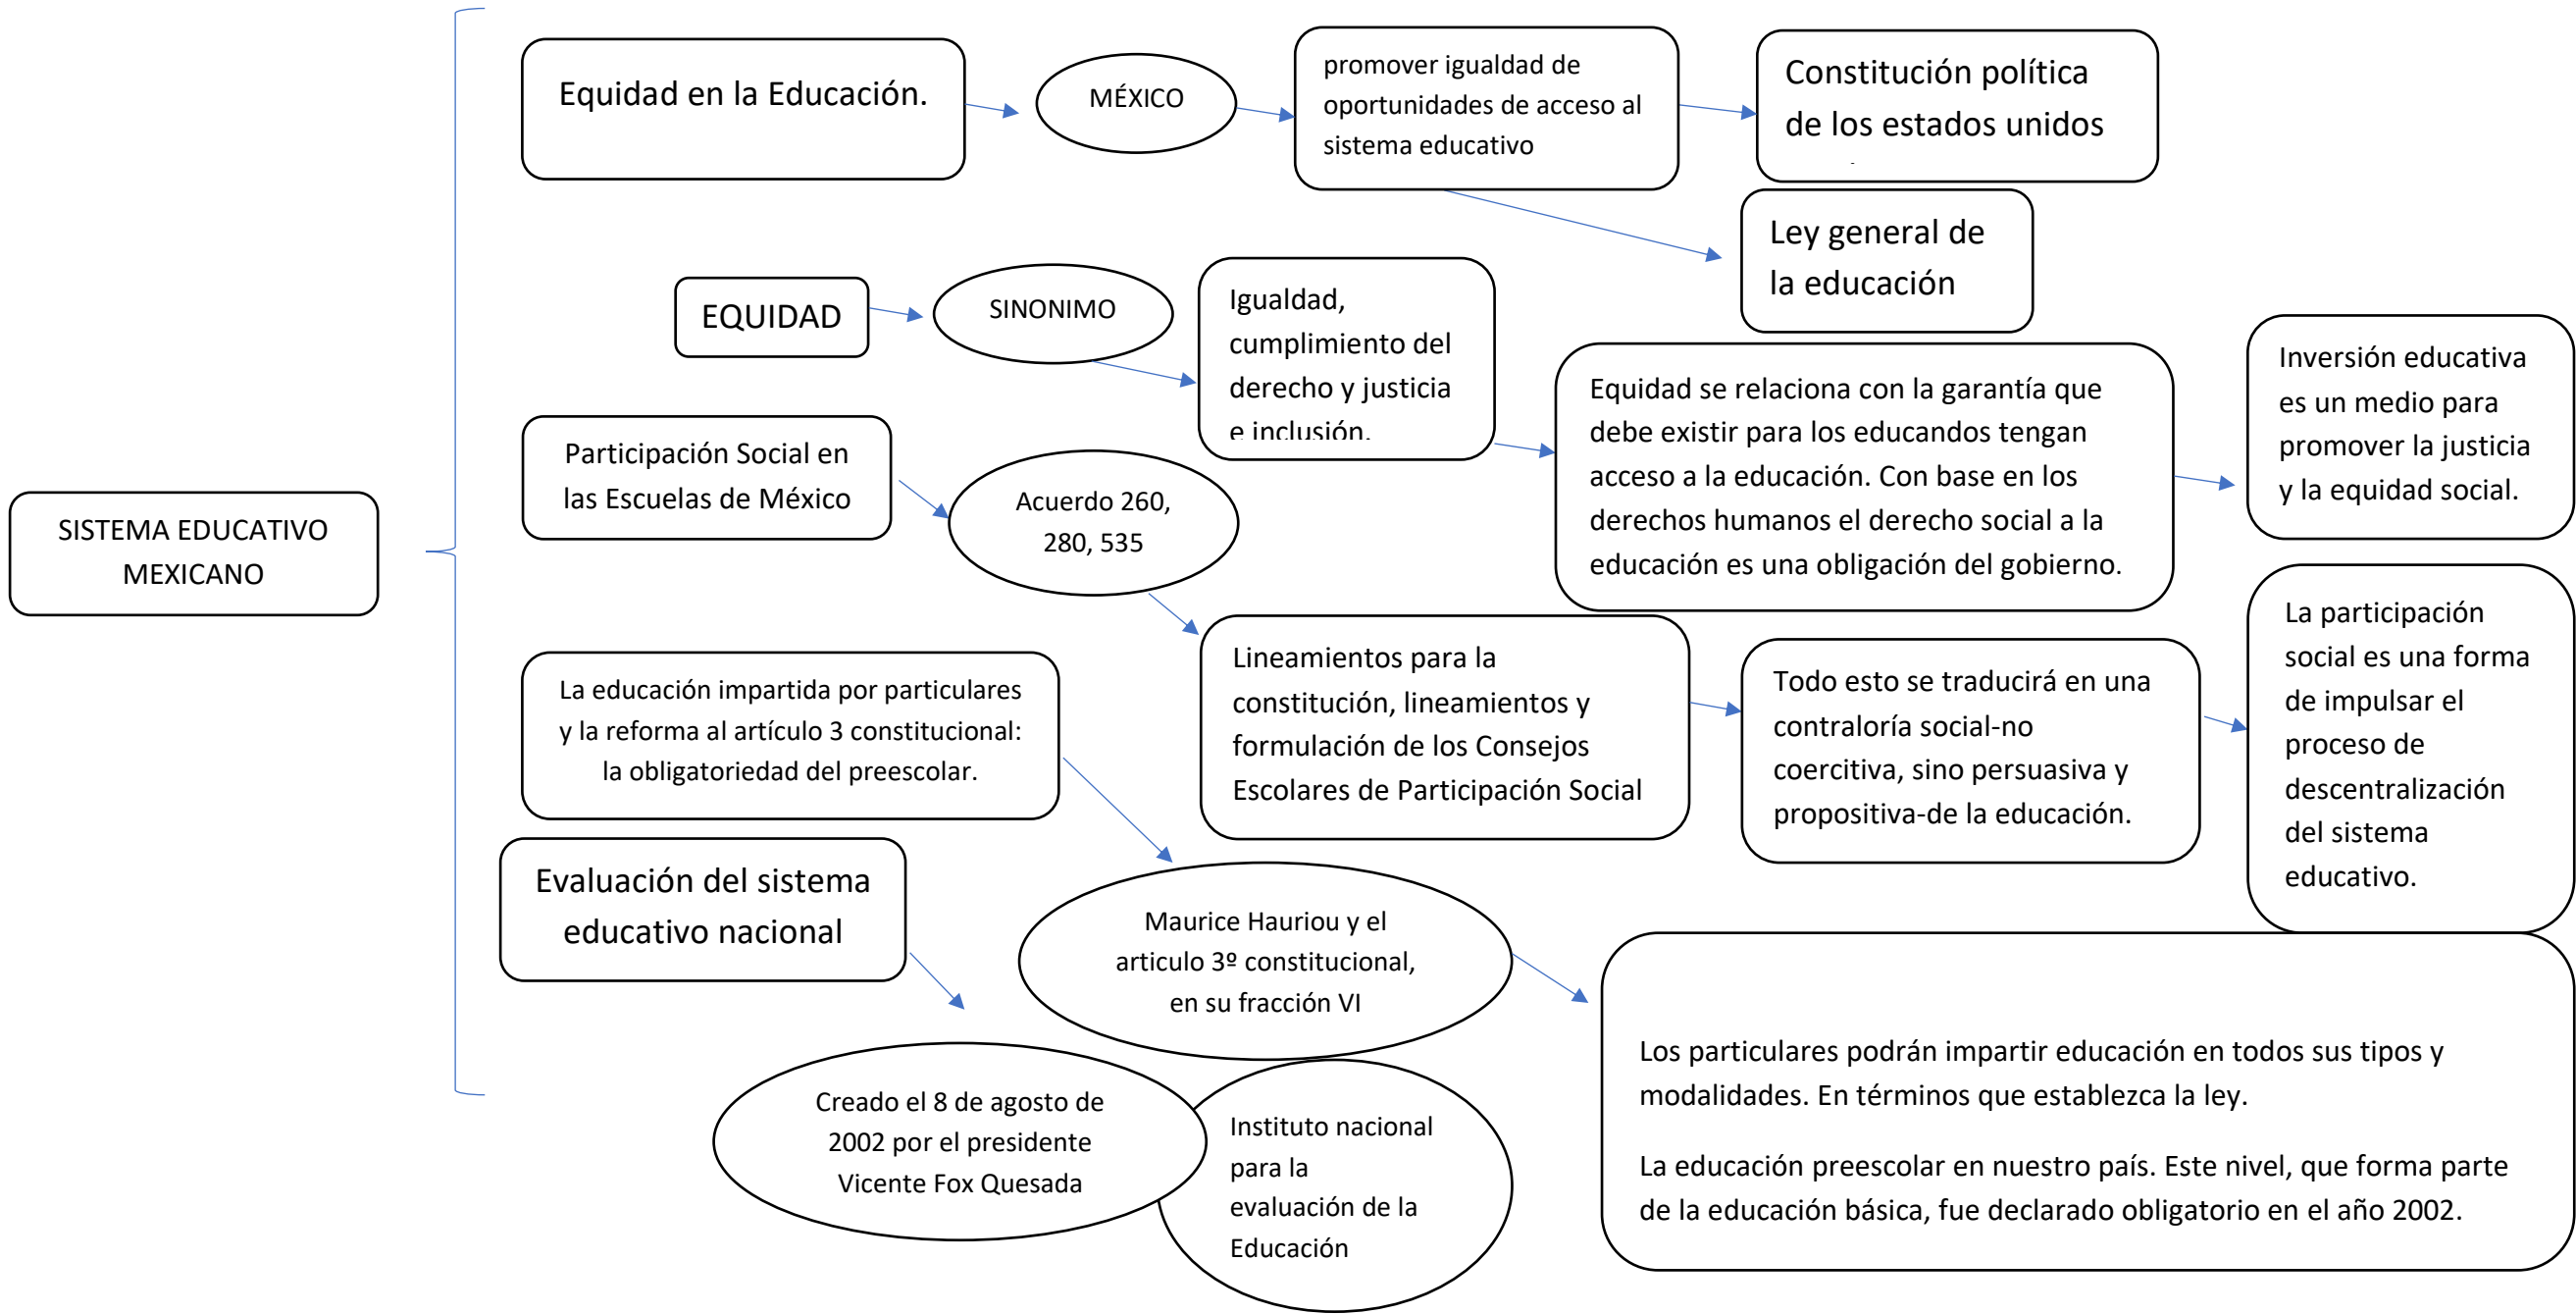 SISTEMA EDUCATIVO
MEXICANO
Equidad en la Educación.
MÉXICO
promover igualdad de
oportunidades de acceso al
sistema educativo
Constitución política
de los estados unidos
Ley general de
la educación
EQUIDAD
SINONIMO
Igualdad,
cumplimiento del
derecho y justicia
e inclusión.
Equidad se relaciona con la garantía que
debe existir para los educandos tengan
acceso a la educación. Con base en los
derechos humanos el derecho social a la
educación es una obligación del gobierno.
Inversión educativa
es un medio para
promover la justicia
y la equidad social.
Participación Social en
las Escuelas de México
Acuerdo 260,
280, 535
Lineamientos para la
constitución, lineamientos y
formulación de los Consejos
Escolares de Participación Social
Todo esto se traducirá en una
contraloría social-no
coercitiva, sino persuasiva y
propositiva-de la educación.
La participación
social es una forma
de impulsar el
proceso de
descentralización
del sistema
educativo.
La educación impartida por particulares
y la reforma al artículo 3 constitucional:
la obligatoriedad del preescolar.
Maurice Hauriou y el
articulo 3º constitucional,
en su fracción VI
Los particulares podrán impartir educación en todos sus tipos y
modalidades. En términos que establezca la ley.
La educación preescolar en nuestro país. Este nivel, que forma parte
de la educación básica, fue declarado obligatorio en el año 2002.
Evaluación del sistema
educativo nacional
Creado el 8 de agosto de
2002 por el presidente
Vicente Fox Quesada
Instituto nacional
para la
evaluación de la
Educación